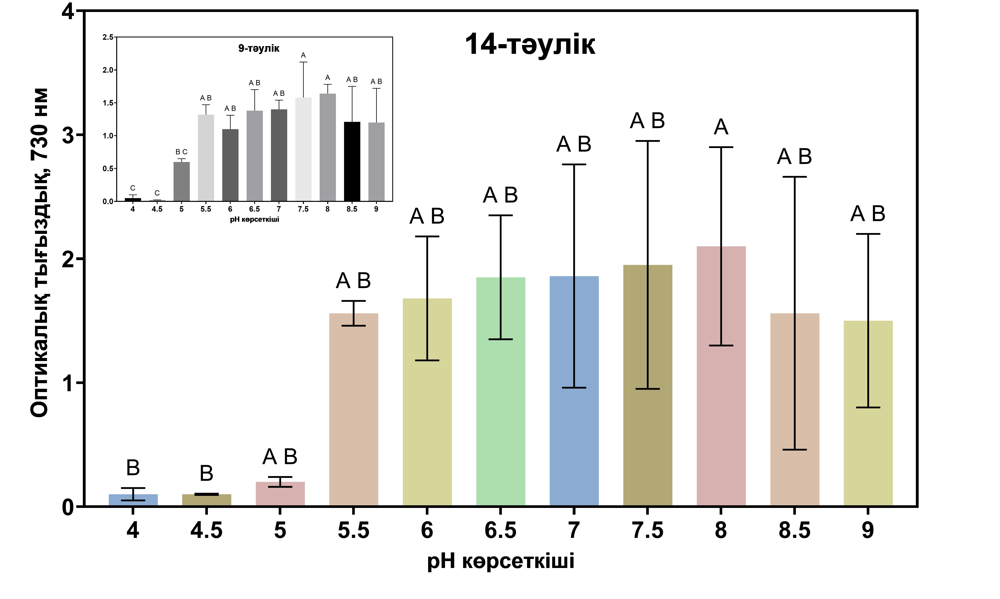 14-тәулік
Оптикалық тығыздық, 730 нм
4
3
2
1
0
9-тәулік
2.5
2.0
1.5
1.0
0.5
0.0
C C B C A B A B A B A B A A A B A B
4 4.5 5 5.5 6 6.5 7 7.5 8 8.5 9
pH көрсеткіші
B B A B A B A B A B A B A B A A B A B
4 4.5 5 5.5 6 6.5 7 7.5 8 8.5 9
pH көрсеткіші